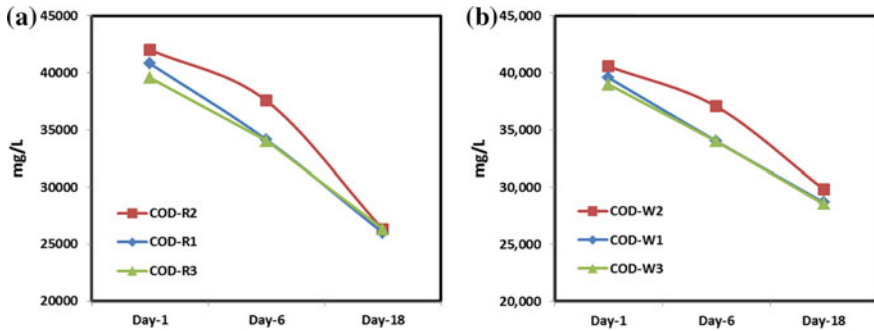 (a)
45000
40000
35000
30000
25000
20000
mg/L
COD-R2
COD-R1
COD-R3
Day-1 Day-6 Day-18
(b)
45,000
40,000
35,000
30,000
25,000
20,000
mg/L
COD-W2
COD-W1
COD-W3
Day-1 Day-6 Day-18